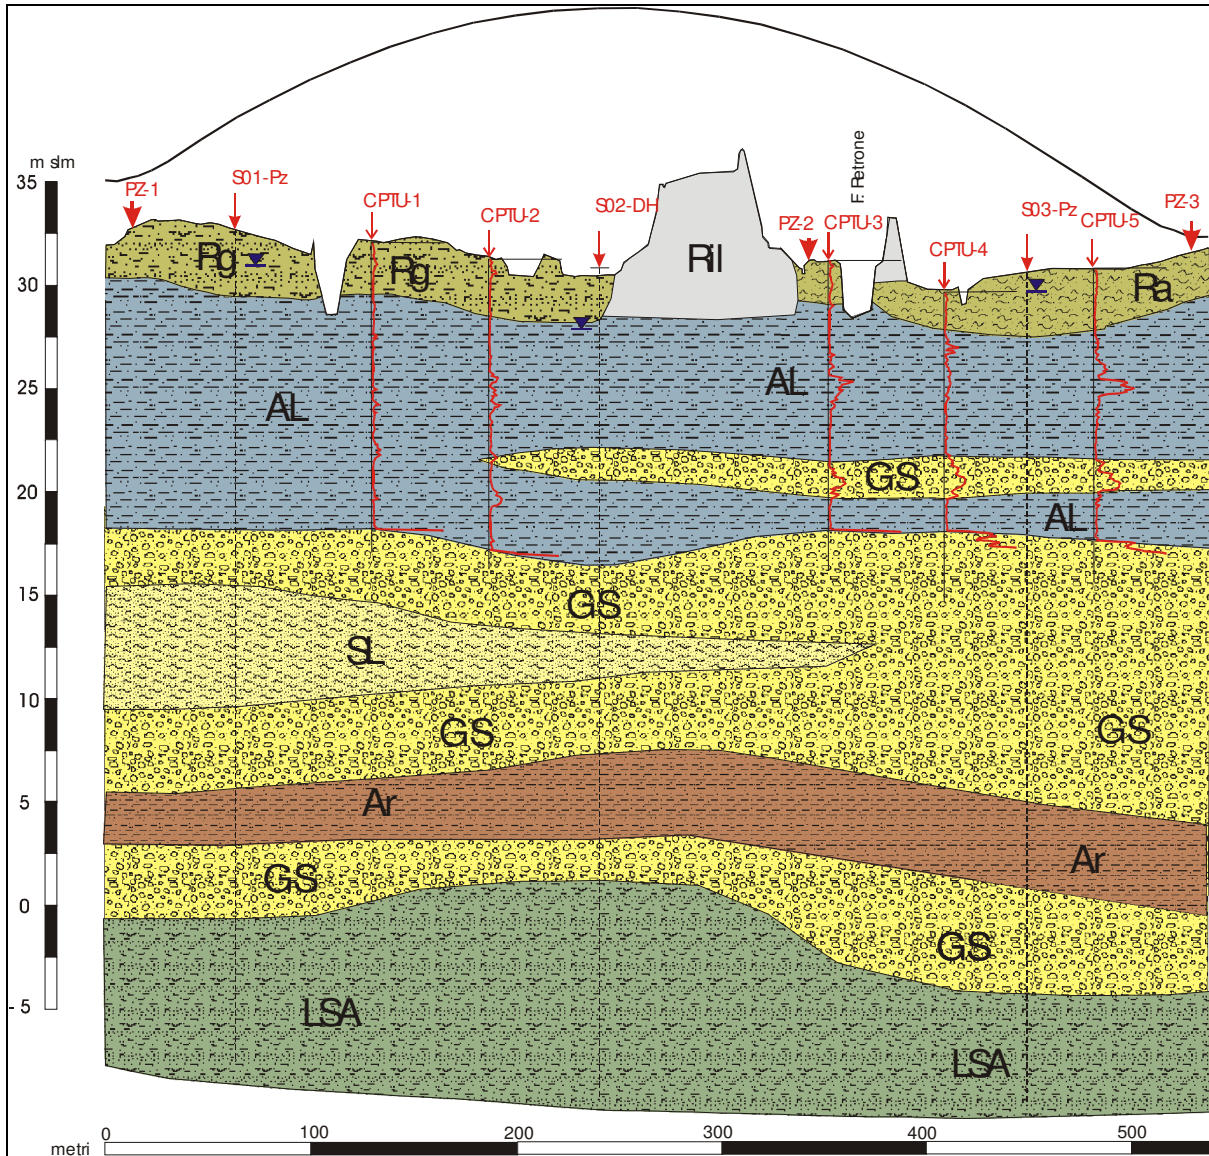 F. Petrone
m slm
35
PZ-1
S01-Pz
CPTU-1
CPTU-2
S02-DH
PZ-2
CPTU-3
CPTU-4
S03-Pz
CPTU-5
PZ-3
Rg
Rg
Ril
Ra
30
AL
AL
25
GS
20
AL
15
GS
SL
10
GS
GS
5
Ar
Ar
GS
0
GS
- 5
LSA
LSA
metri
0
100
200
300
400
500